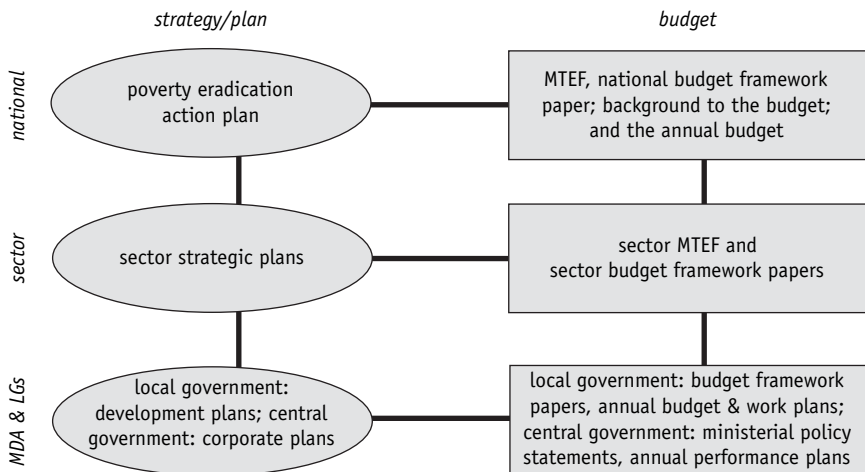 strategy/plan
budget
national
poverty eradication
action plan
MTEF, national budget framework
paper; background to the budget;
and the annual budget
sector
sector strategic plans
sector MTEF and
sector budget framework papers
MDA & LGs
local government:
development plans; central
government: corporate plans
local government: budget framework
papers, annual budget & work plans;
central government: ministerial policy
statements, annual performance plans